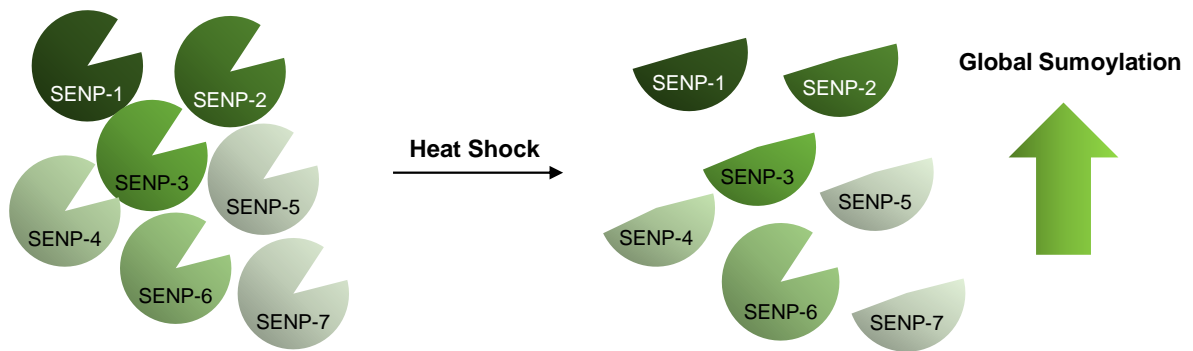 SENP-1
SENP-2
SENP-3
SENP-4
SENP-5
SENP-6
SENP-7
Heat Shock
SENP-1
SENP-2
SENP-3
SENP-4
SENP-5
SENP-6
SENP-7
Global Sumoylation